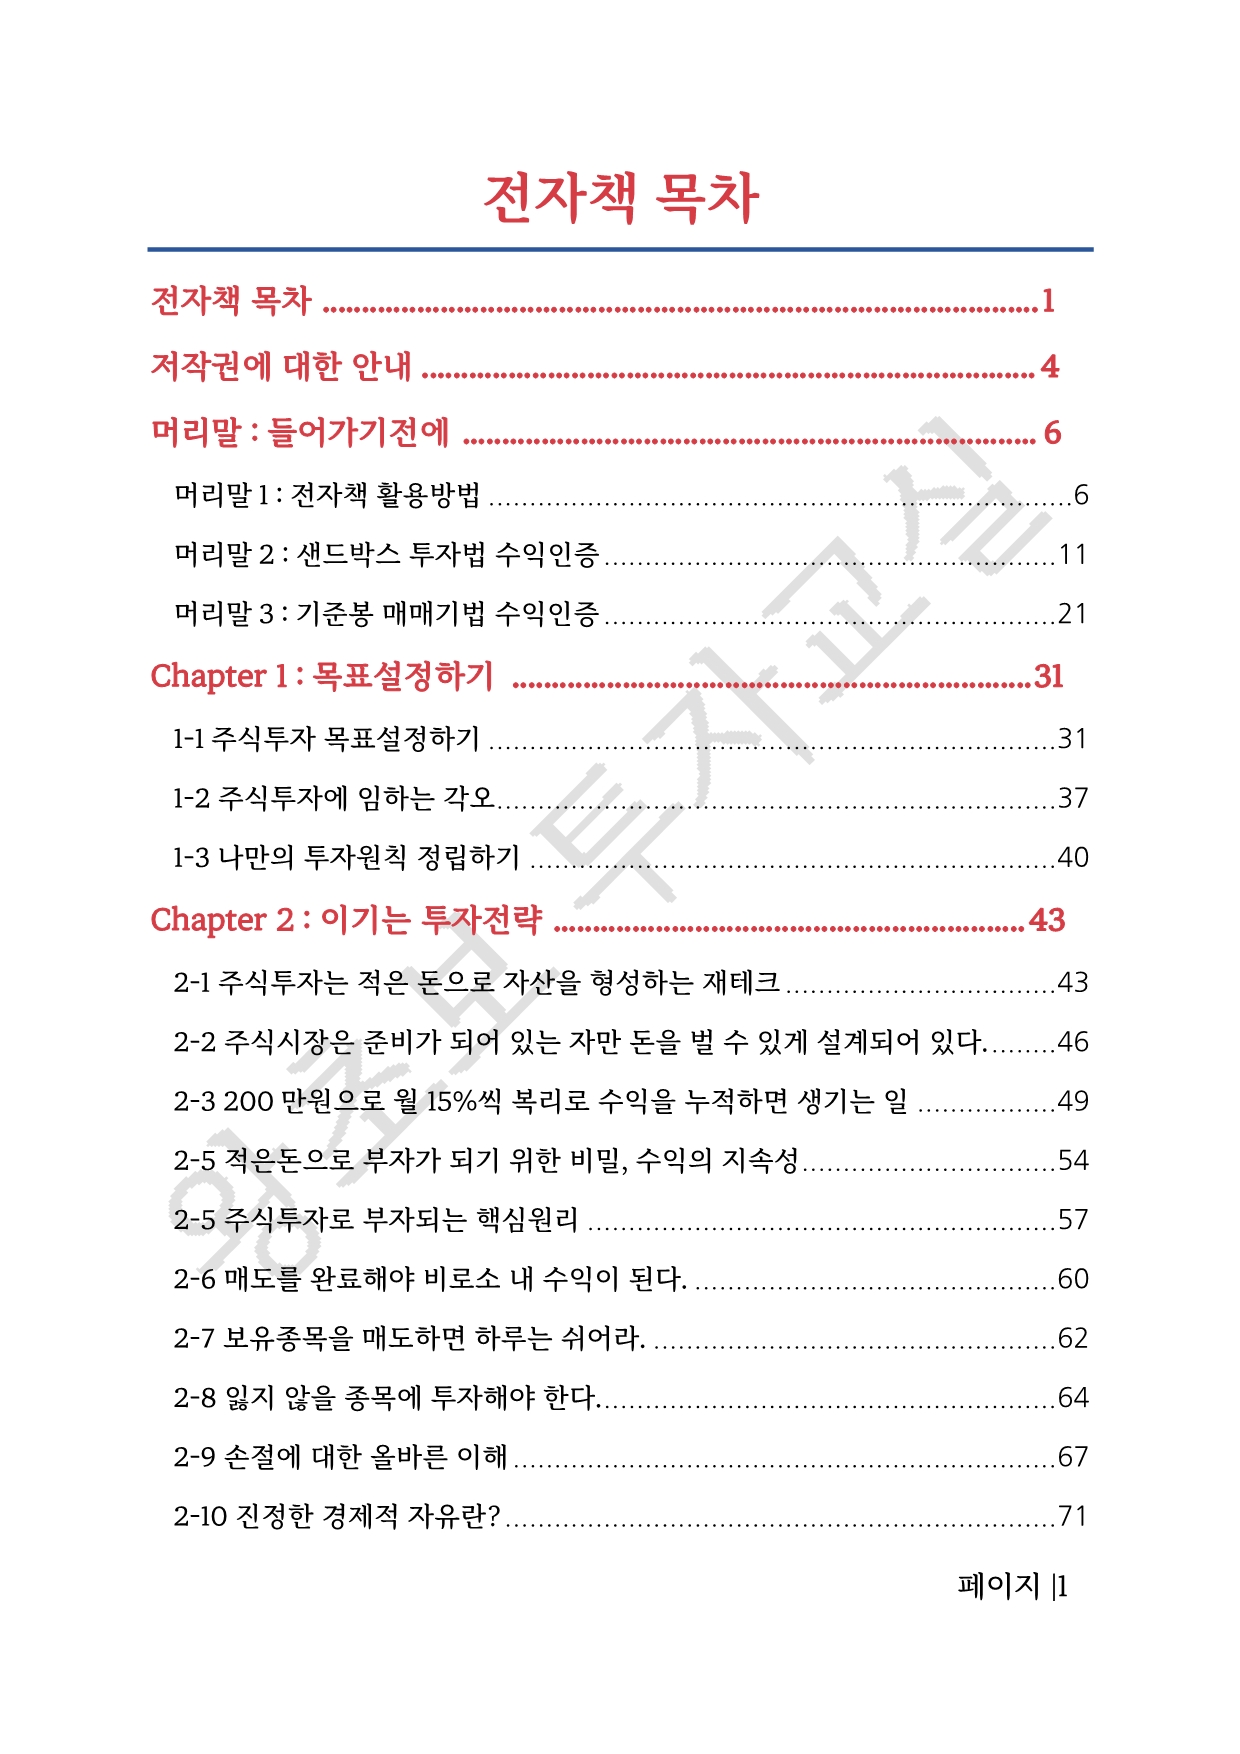 전자책 목차
전자책 목차 ........ 1
저작권에 대한 안내 ........ 4
머리말 : 들어가기전에 ........ 6
머리말 1 : 전자책 활용방법 ........ 6
머리말 2 : 샌드박스 투자법 수익인증 ........ 11
머리말 3 : 기준봉 매매기법 수익인증 ........ 21
Chapter 1 : 목표설정하기 ........ 31
1-1 주식투자 목표설정하기 ........ 31
1-2 주식투자에 임하는 각오 ........ 37
1-3 나만의 투자원칙 정립하기 ........ 40
Chapter 2 : 이기는 투자전략 ........ 43
2-1 주식투자는 적은 돈으로 자산을 형성하는 재테크 ........ 43
2-2 주식시장은 준비가 되어 있는 자만 돈을 벌 수 있게 설계되어 있다. ........ 46
2-3 200 만원으로 월 15%씩 복리로 수익을 누적하면 생기는 일 ........ 49
2-5 적은돈으로 부자가 되기 위한 비밀, 수익의 지속성 ........ 54
2-5 주식투자로 부자되는 핵심원리 ........ 57
2-6 매도를 완료해야 비로소 내 수익이 된다. ........ 60
2-7 보유종목을 매도하면 하루는 쉬어라. ........ 62
2-8 잃지 않을 종목에 투자해야 한다. ........ 64
2-9 손절에 대한 올바른 이해 ........ 67
2-10 진정한 경제적 자유란? ........ 71
페이지 |1
왕초보 투자교실